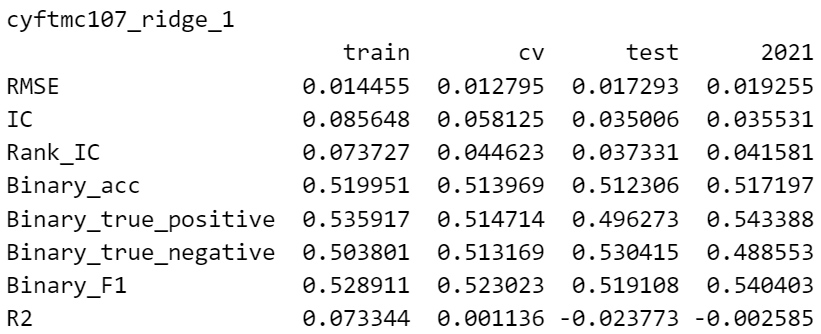 cyftmc107_ridge_1
train cv test 2021
RMSE 0.014455 0.012795 0.017293 0.019255
IC 0.085648 0.058125 0.035006 0.035531
Rank_IC 0.073727 0.044623 0.037331 0.041581
Binary_acc 0.519951 0.513969 0.512306 0.517197
Binary_true_positive 0.535917 0.514714 0.496273 0.543388
Binary_true_negative 0.503801 0.513169 0.530415 0.488553
Binary_F1 0.528911 0.523023 0.519108 0.540403
R2 0.073344 0.001136 -0.023773 -0.002585